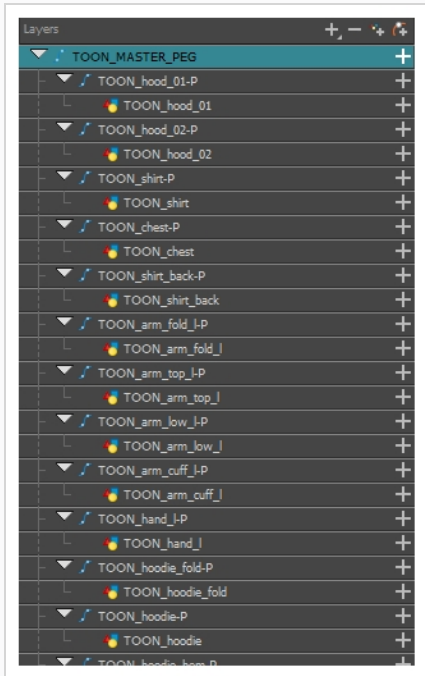 Layers
TOON_MASTER_PEG
TOON_hood_01-P
TOON_hood_01
TOON_hood_02-P
TOON_hood_02
TOON_shirt-P
TOON_shirt
TOON_chest-P
TOON_chest
TOON_shirt_back-P
TOON_shirt_back
TOON_arm_fold_l-P
TOON_arm_fold_l
TOON_arm_top_l-P
TOON_arm_top_l
TOON_arm_low_l-P
TOON_arm_low_l
TOON_arm_cuff_l-P
TOON_arm_cuff_l
TOON_hand_l-P
TOON_hand_l
TOON_hoodie_fold-P
TOON_hoodie_fold
TOON_hoodie-P
TOON_hoodie
TOON_hoodie_hem-P